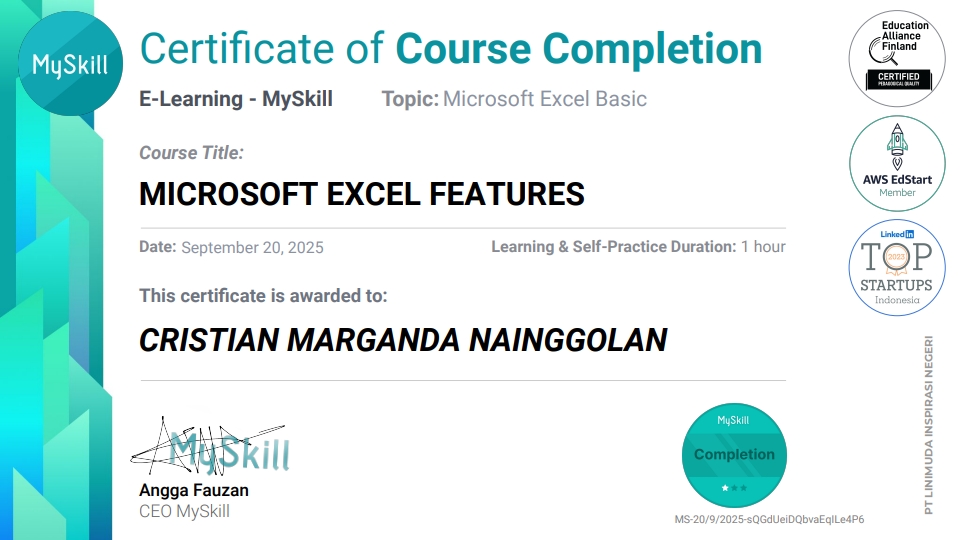 MySkill
Certificate of Course Completion
E-Learning - MySkill Topic: Microsoft Excel Basic
Course Title:
MICROSOFT EXCEL FEATURES
Date: September 20, 2025 Learning & Self-Practice Duration: 1 hour
This certificate is awarded to:
CRISTIAN MARGANDA NAINGGOLAN
MySkill
Angga Fauzan
CEO MySkill
MySkill
Completion
MS-20/9/2025-sQGdUeiDQbvaEqILe4P6
Education
Alliance
Finland
CERTIFIED
PEDAGOGICAL QUALITY
AWS EdStart
Member
LinkedIn
TOP
2023
STARTUPS
Indonesia
PT LINIMUDA INSPIRASI NEGERI